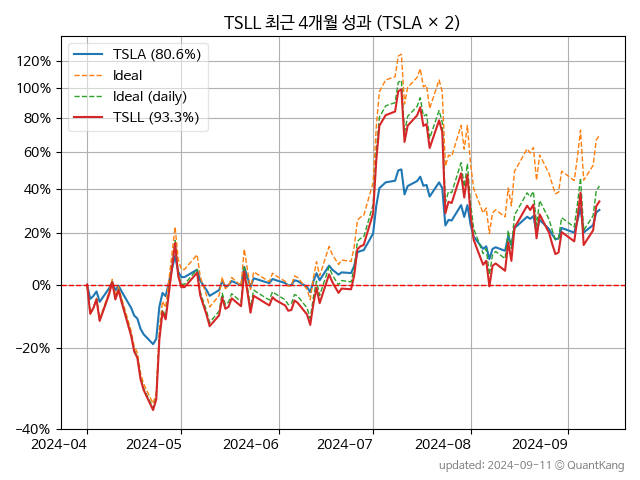 TSLL 최근 4개월 성과 (TSLA × 2)
TSLA (80.6%)
Ideal
Ideal (daily)
TSLL (93.3%)
120%
100%
80%
60%
40%
20%
0%
−20%
−40%
2024−04
2024−05
2024−06
2024−07
2024−08
2024−09
updated: 2024−09−11 © QuantKang